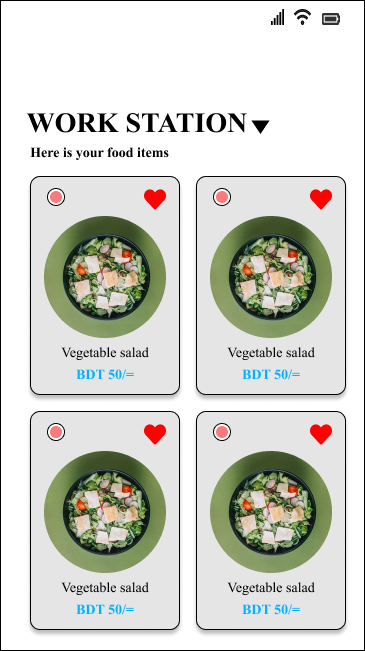 WORK STATION
Here is your food items
Vegetable salad
BDT 50/=
Vegetable salad
BDT 50/=
Vegetable salad
BDT 50/=
Vegetable salad
BDT 50/=